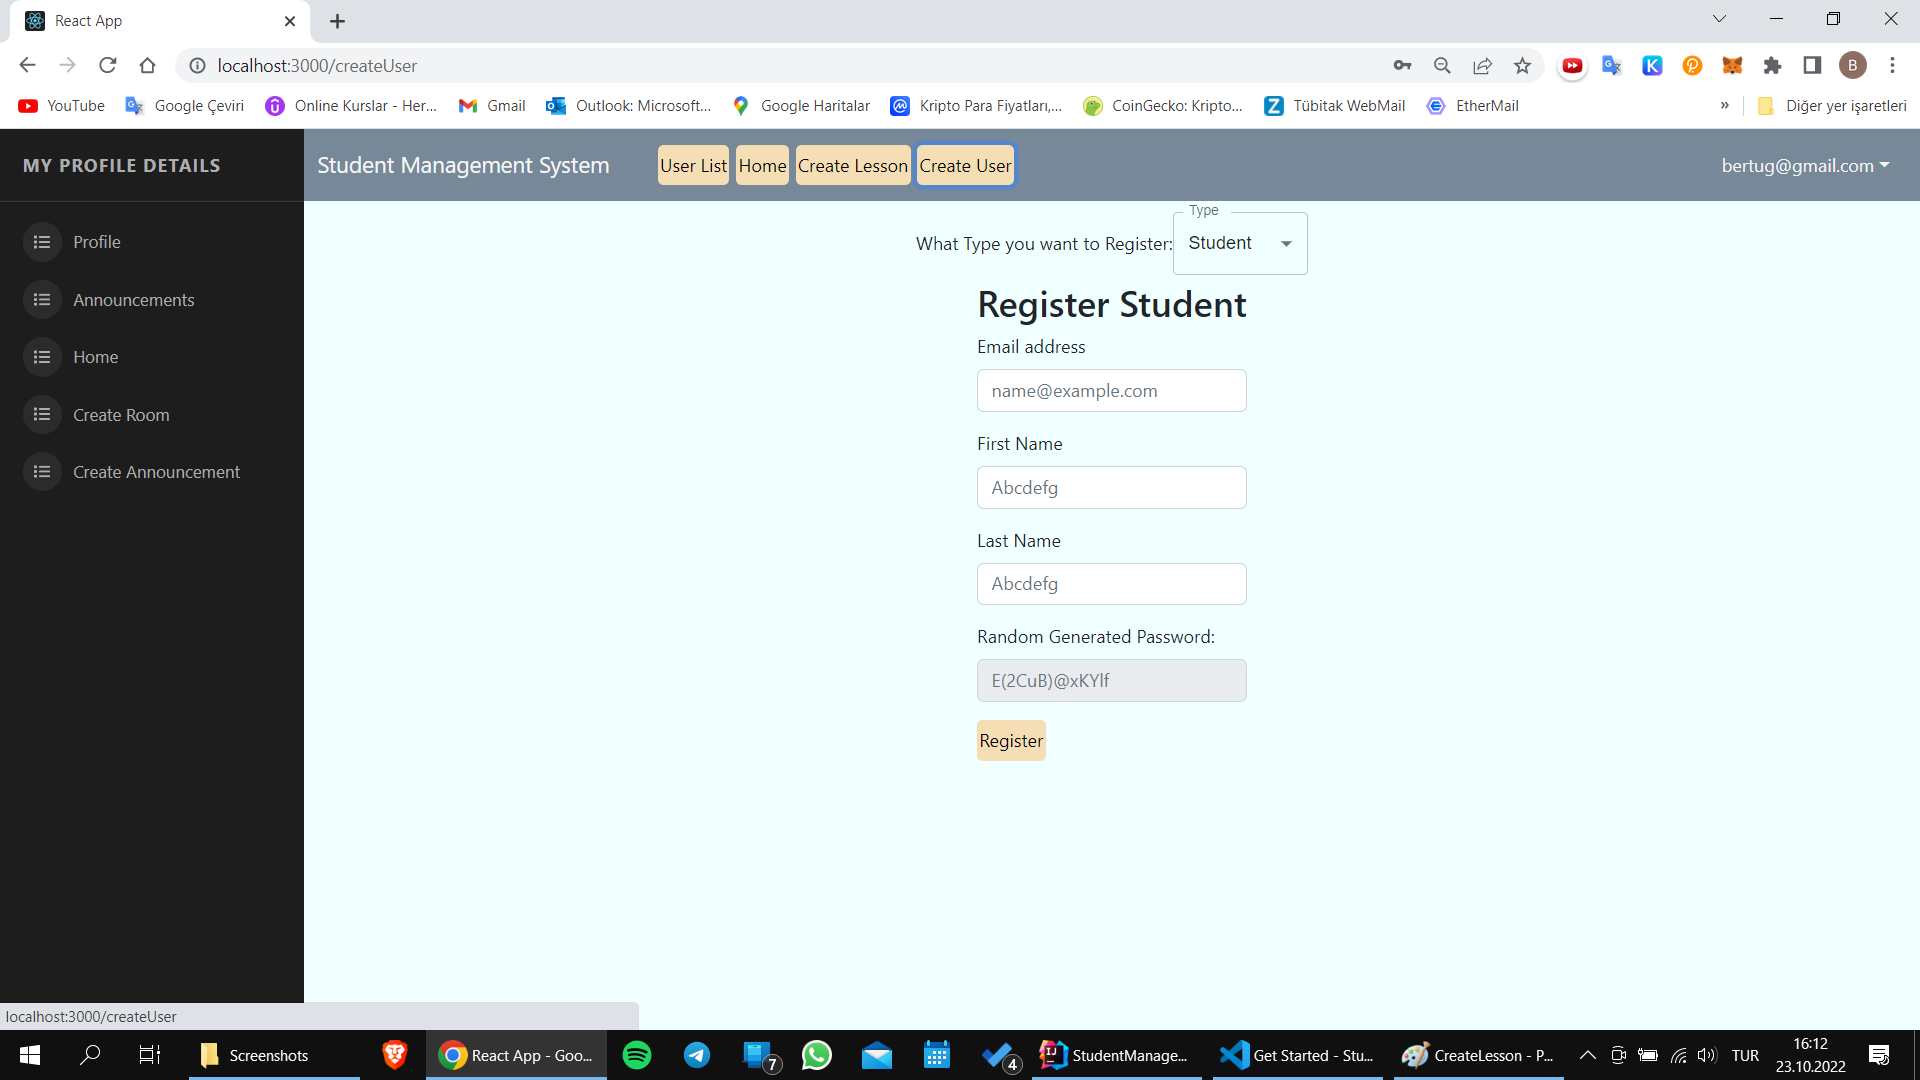 React App
localhost:3000/createUser
B
YouTube
Google Çeviri
Online Kurslar - Her...
Gmail
Outlook: Microsoft...
Google Haritalar
Kripto Para Fiyatları,...
CoinGecko: Kripto...
Tübitak WebMail
EtherMail
»
Diğer yer işaretleri
MY PROFILE DETAILS
Student Management System
User List
Home
Create Lesson
Create User
bertug@gmail.com
Profile
Announcements
Home
Create Room
Create Announcement
Type
What Type you want to Register:
Student
Register Student
Email address
name@example.com
First Name
Abcdefg
Last Name
Abcdefg
Random Generated Password:
E(2CuB)@xKYlf
Register
localhost:3000/createUser
Screenshots
React App - Goo...
7
4
StudentManage...
Get Started - Stu...
CreateLesson - P...
TUR
16:12
23.10.2022